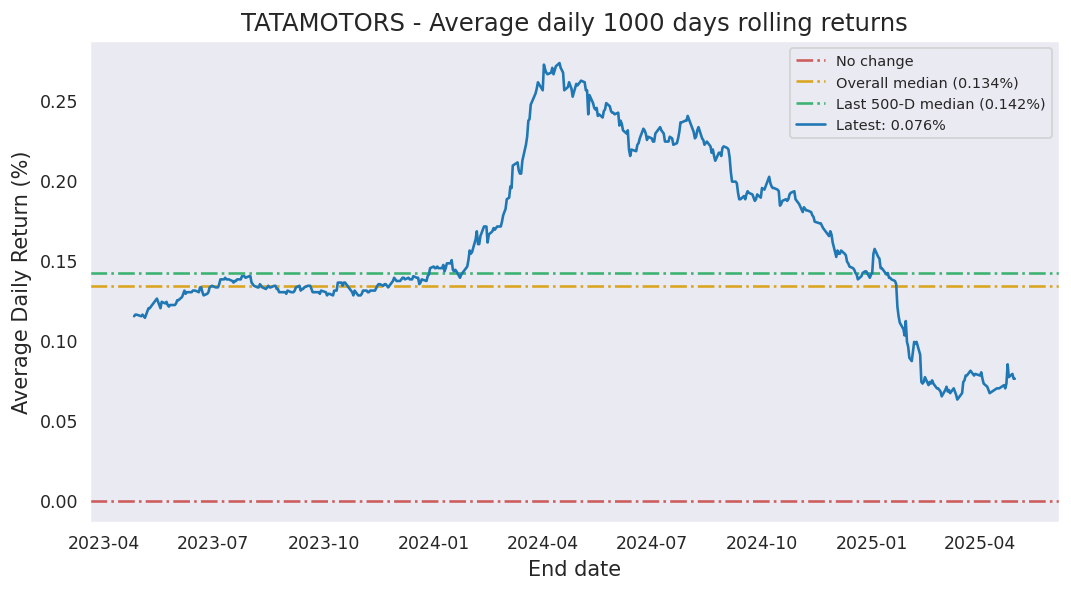 TATAMOTORS - Average daily 1000 days rolling returns
No change
Overall median (0.134%)
Last 500-D median (0.142%)
Latest: 0.076%
Average Daily Return (%)
0.25
0.20
0.15
0.10
0.05
0.00
2023-04 2023-07 2023-10 2024-01 2024-04 2024-07 2024-10 2025-01 2025-04
End date